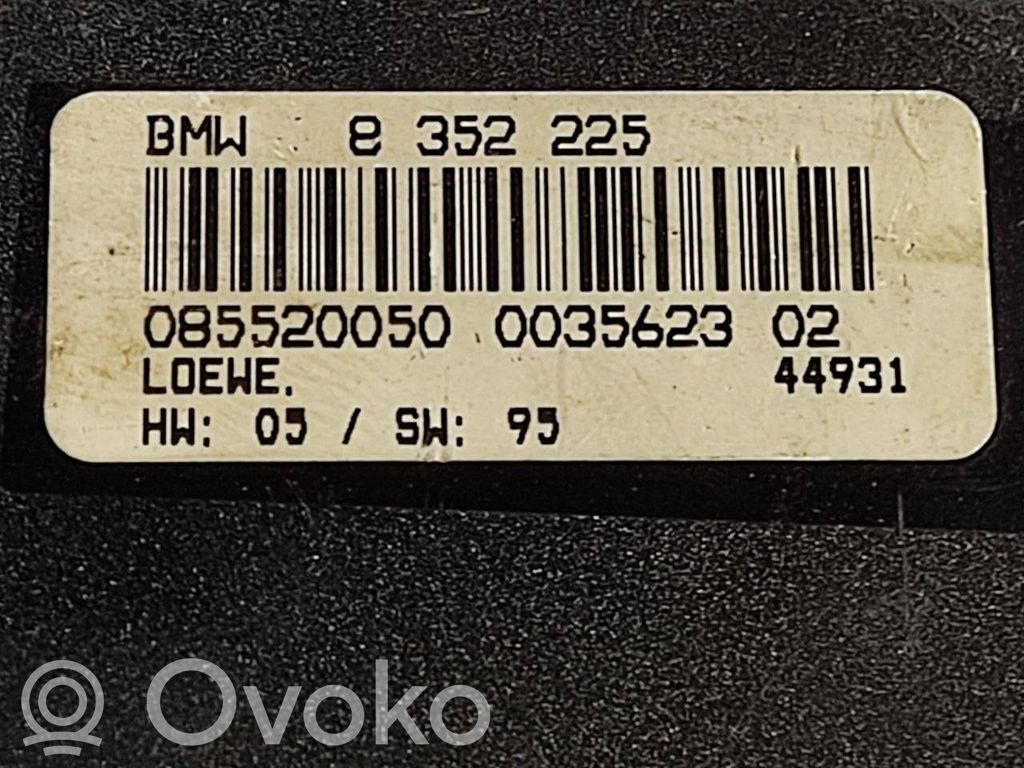 BMW 8 352 225
085520050 0035623 02
LOEWE. 44931
HW: 05 / SW: 95
Ovoko